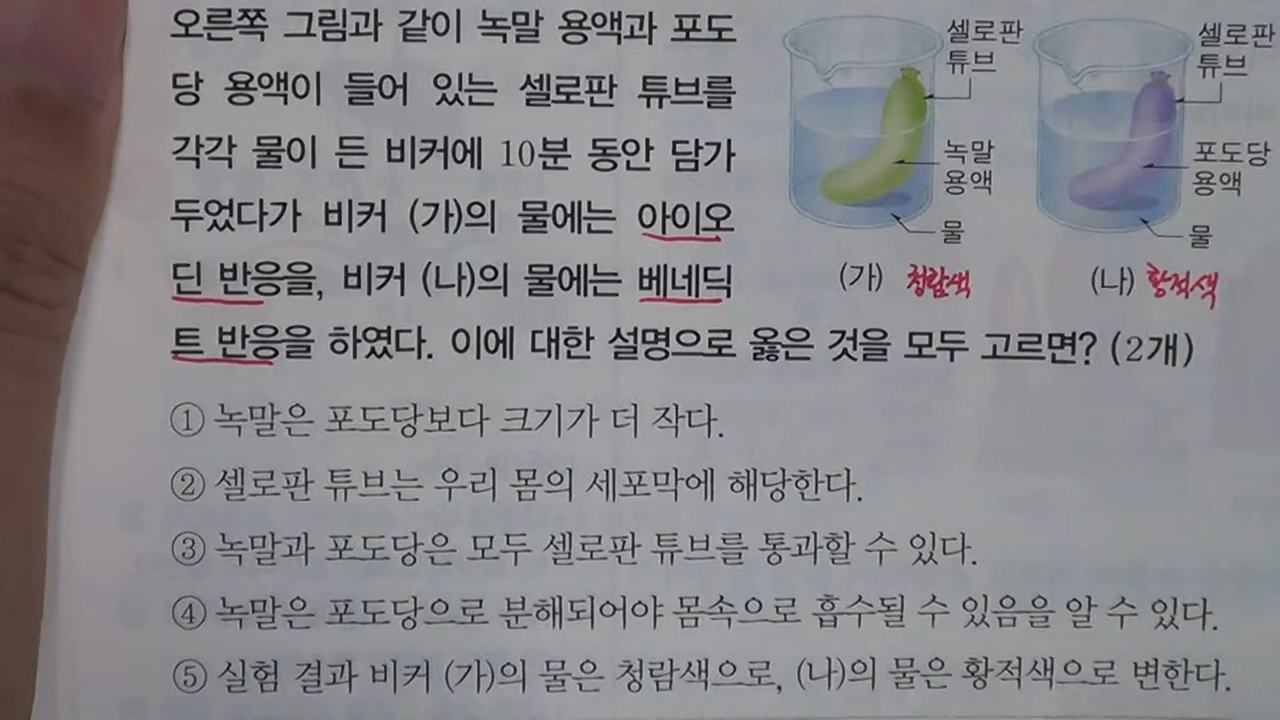 오른쪽 그림과 같이 녹말 용액과 포도
당 용액이 들어 있는 셀로판 튜브를
각각 물이 든 비커에 10분 동안 담가
두었다가 비커 (가)의 물에는 아이오
딘 반응을, 비커 (나)의 물에는 베네딕
트 반응을 하였다. 이에 대한 설명으로 옳은 것을 모두 고르면? (2개)
셀로판
튜브
녹말
용액
물
(가) 청람색
셀로판
튜브
포도당
용액
물
(나) 황적색
① 녹말은 포도당보다 크기가 더 작다.
② 셀로판 튜브는 우리 몸의 세포막에 해당한다.
③ 녹말과 포도당은 모두 셀로판 튜브를 통과할 수 있다.
④ 녹말은 포도당으로 분해되어야 몸속으로 흡수될 수 있음을 알 수 있다.
⑤ 실험 결과 비커 (가)의 물은 청람색으로, (나)의 물은 황적색으로 변한다.